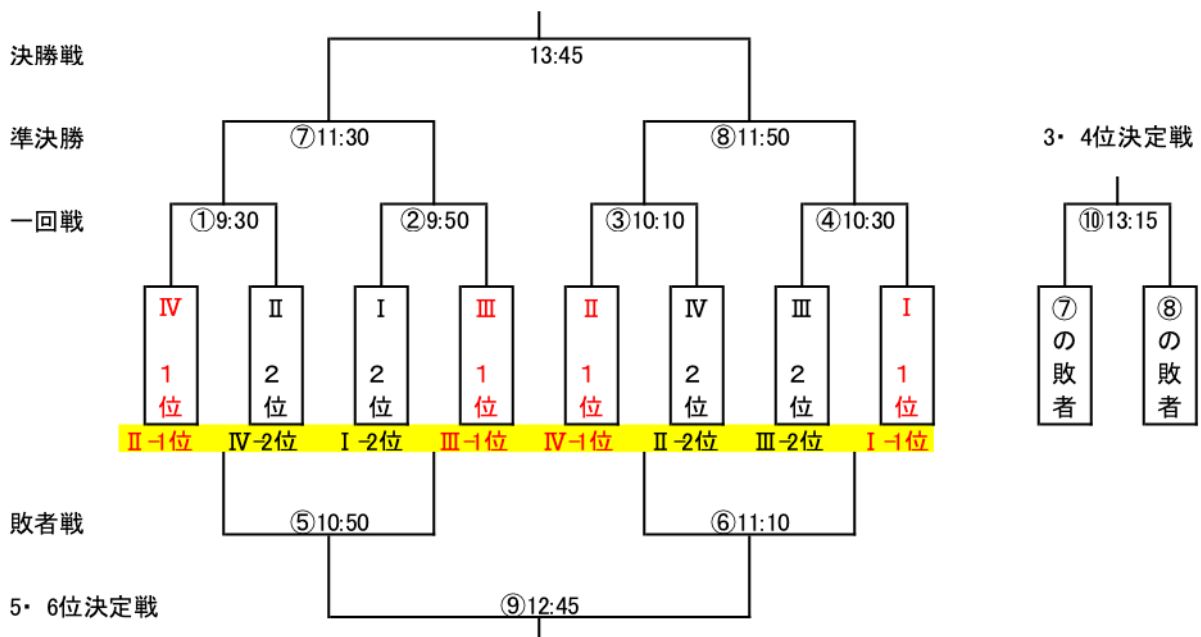 決勝戦 13:45
準決勝 ⑦11:30 ⑧11:50 3・4位決定戦
一回戦 ①9:30 ②9:50 ③10:10 ④10:30 ⑩13:15
Ⅳ 1位
Ⅱ 2位
Ⅰ 2位
Ⅲ 1位
Ⅱ 1位
Ⅳ 2位
Ⅲ 2位
Ⅰ 1位
⑦の敗者
⑧の敗者
Ⅱ-1位 Ⅳ-2位 Ⅰ-2位 Ⅲ-1位 Ⅳ-1位 Ⅱ-2位 Ⅲ-2位 Ⅰ-1位
敗者戦 ⑤10:50 ⑥11:10
5・6位決定戦 ⑨12:45